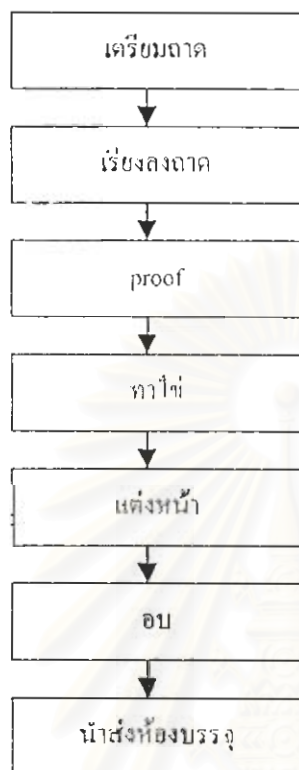 เตรียมถาด
เรียงลงถาด
proof
ทาไข่
แต่งหน้า
อบ
นำส่งห้องบรรจุ